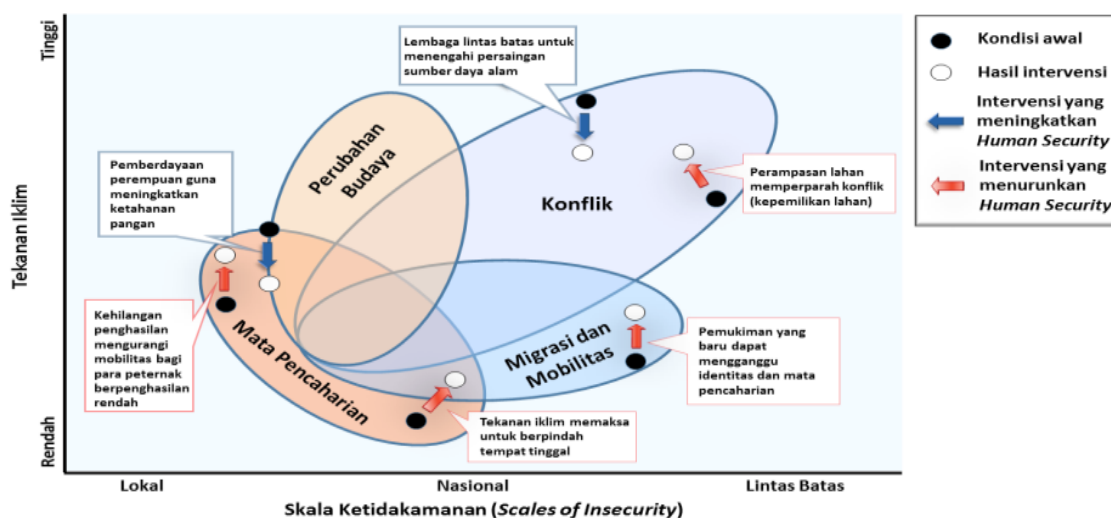 Tinggi
Tekanan Iklim
Rendah
Lembaga lintas batas untuk
menengahi persaingan
sumber daya alam
Pemberdayaan
perempuan guna
meningkatkan
ketahanan
pangan
Perubahan
Budaya
Konflik
Perampasan lahan
memperparah konflik
(kepemilikan lahan)
Kehilangan
penghasilan
mengurangi
mobilitas bagi
para peternak
berpenghasilan
rendah
Mata Pencaharian
Migrasi dan
Mobilitas
Pemukiman yang
baru dapat
mengganggu
identitas dan mata
pencaharian
Tekanan iklim memaksa
untuk berpindah
tempat tinggal
Lokal
Nasional
Lintas Batas
Skala Ketidakamanan (Scales of Insecurity)
Kondisi awal
Hasil intervensi
Intervensi yang
meningkatkan
Human Security
Intervensi yang
menurunkan
Human Security